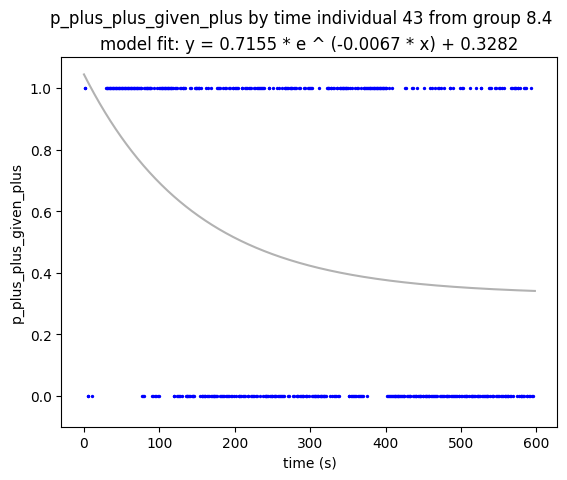 p_plus_plus_given_plus by time individual 43 from group 8.4
model fit: y = 0.7155 * e ^ (-0.0067 * x) + 0.3282
p_plus_plus_given_plus
1.0
0.8
0.6
0.4
0.2
0.0
0 100 200 300 400 500 600
time (s)